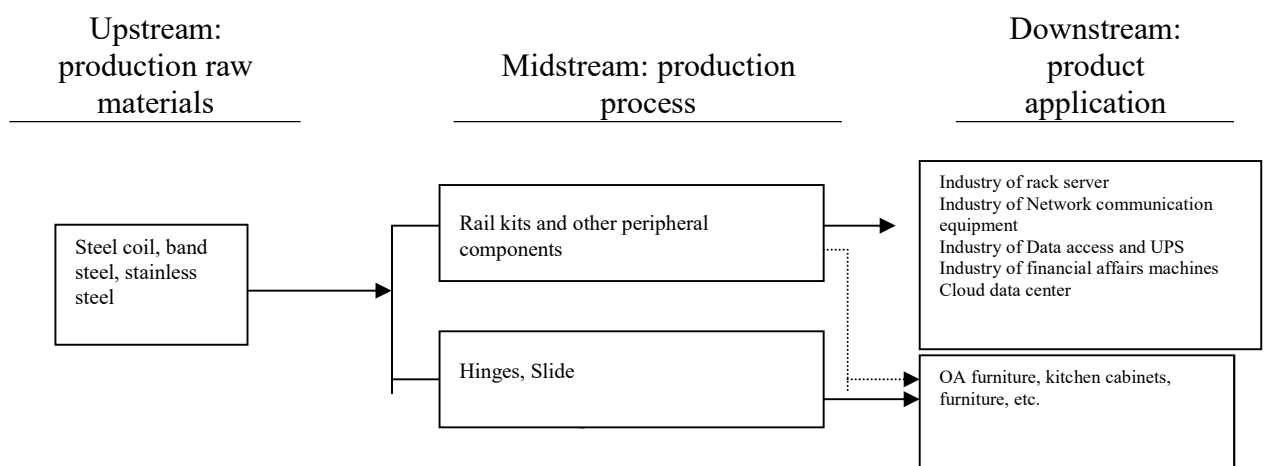 Upstream:
production raw
materials
Midstream: production
process
Downstream:
product
application
Steel coil, band
steel, stainless
steel
Rail kits and other peripheral
components
Hinges, Slide
Industry of rack server
Industry of Network communication
equipment
Industry of Data access and UPS
Industry of financial affairs machines
Cloud data center
OA furniture, kitchen cabinets,
furniture, etc.